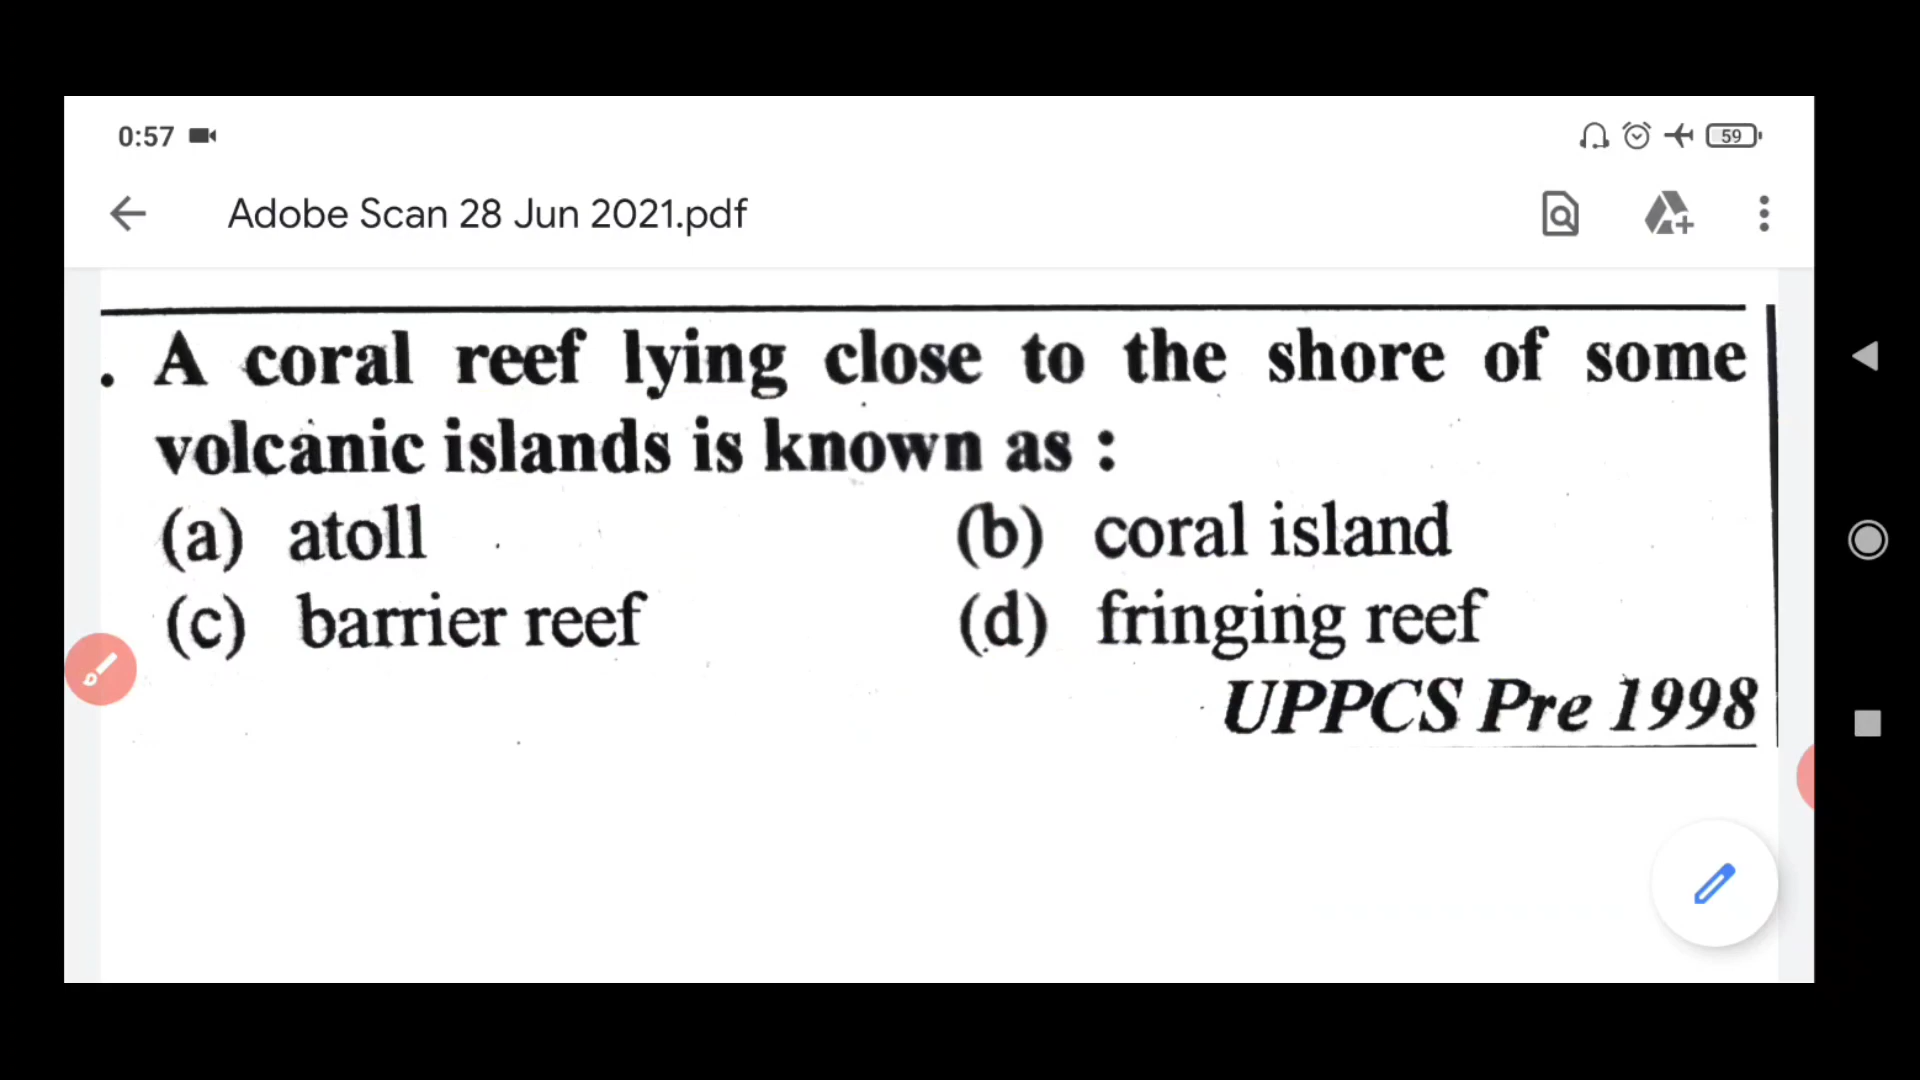 0:57
59
Adobe Scan 28 Jun 2021.pdf
. A coral reef lying close to the shore of some
volcanic islands is known as :
(a) atoll (b) coral island
(c) barrier reef (d) fringing reef
UPPCS Pre 1998